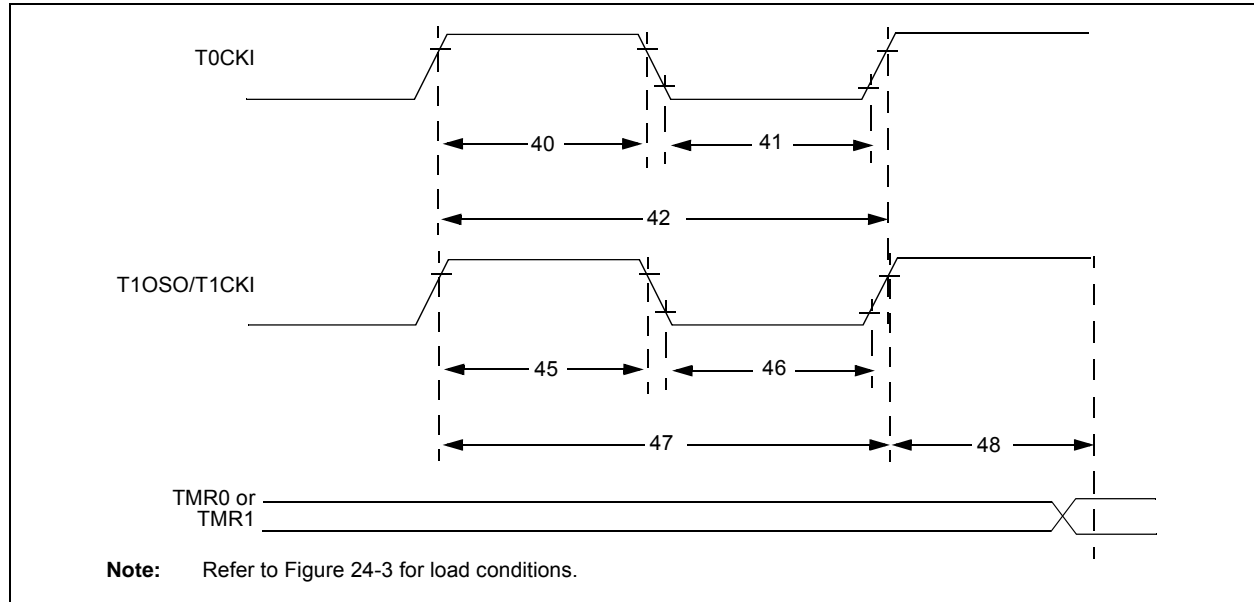 T0CKI
40
41
42
T1OSO/T1CKI
45
46
47
48
TMR0 or
TMR1
Note: Refer to Figure 24-3 for load conditions.